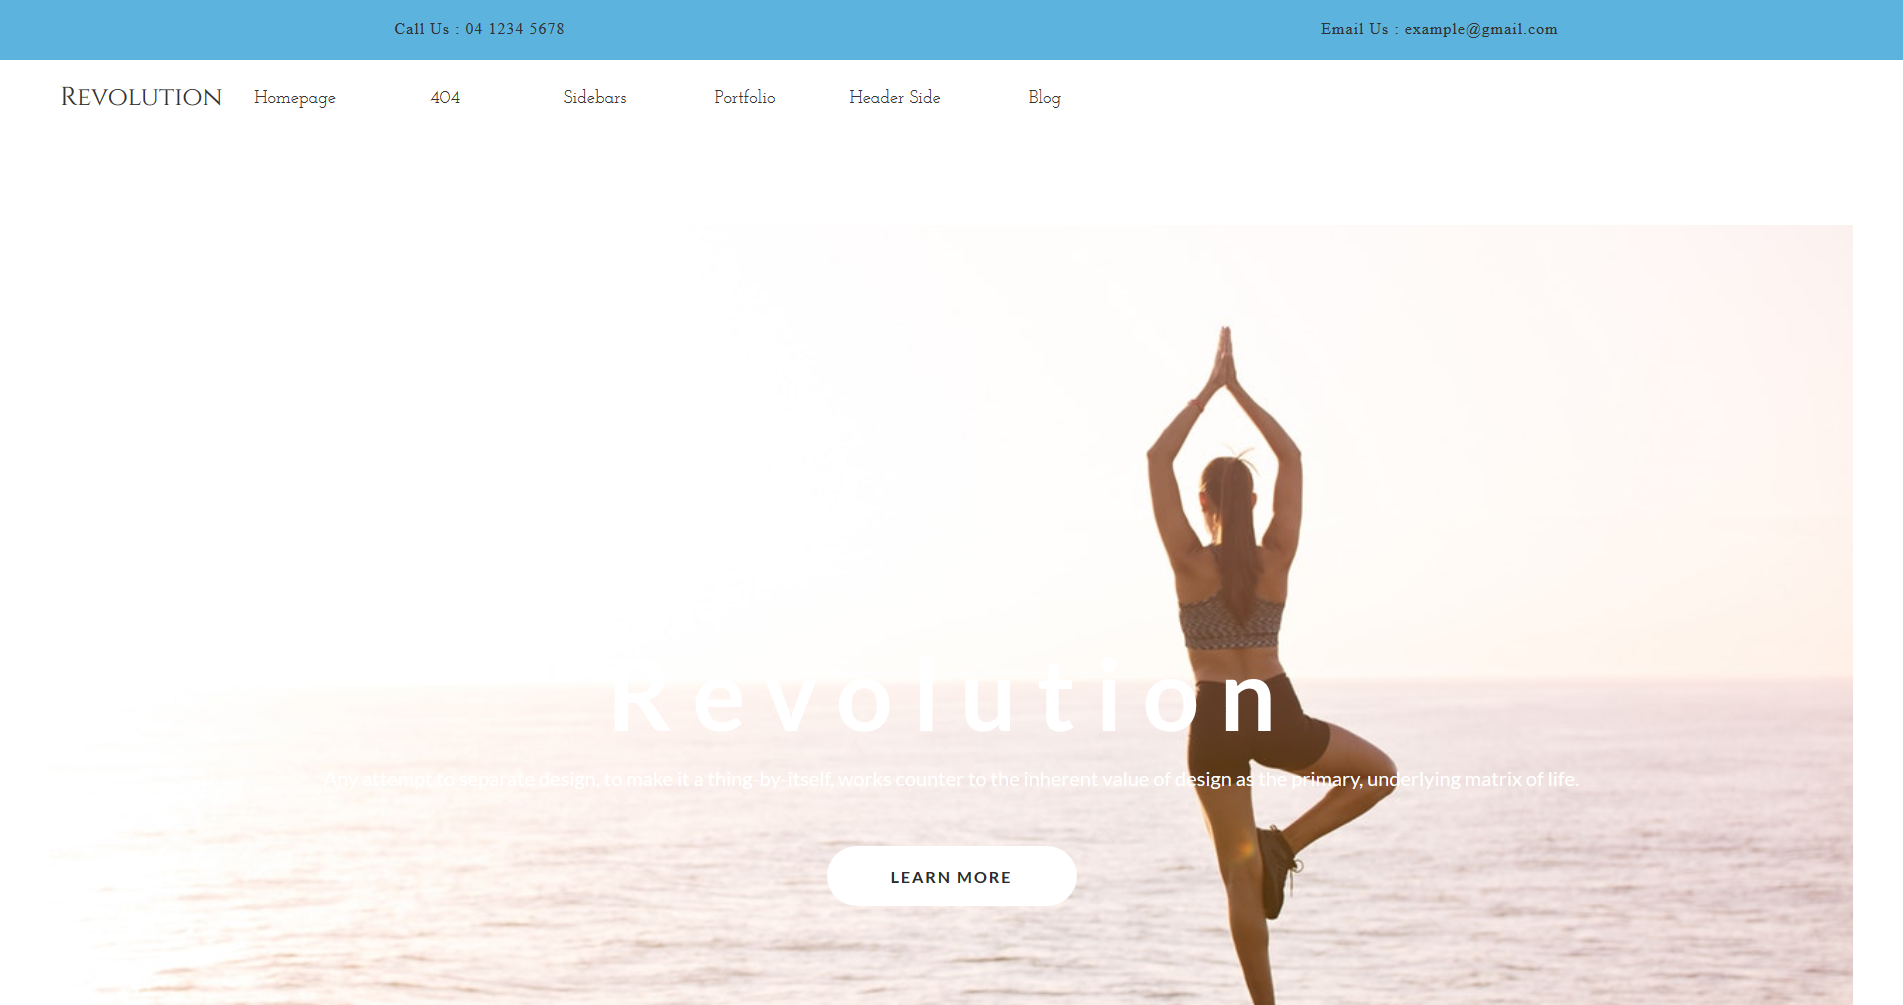 Call Us : 04 1234 5678 Email Us : example@gmail.com
REVOLUTION Homepage 404 Sidebars Portfolio Header Side Blog
Revolution
Any attempt to separate design, to make it a thing-by-itself, works counter to the inherent value of design as the primary, underlying matrix of life.
LEARN MORE